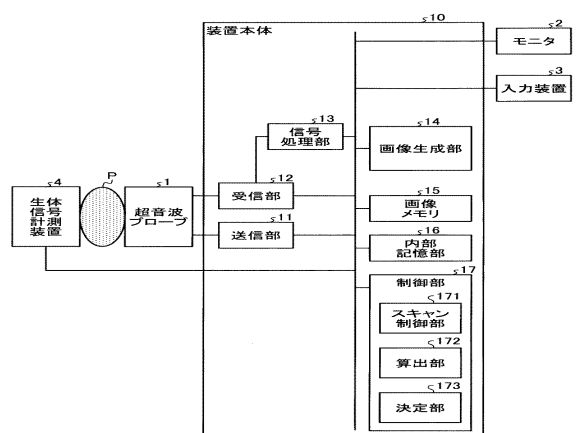 10
装置本体
2
モニタ
3
入力装置
13
信号
処理部
14
画像生成部
4
P
1
12
生体
信号
計測
装置
超音波
プローブ
受信部
15
画像
メモリ
11
送信部
16
内部
記憶部
17
制御部
171
スキャン
制御部
172
算出部
173
決定部